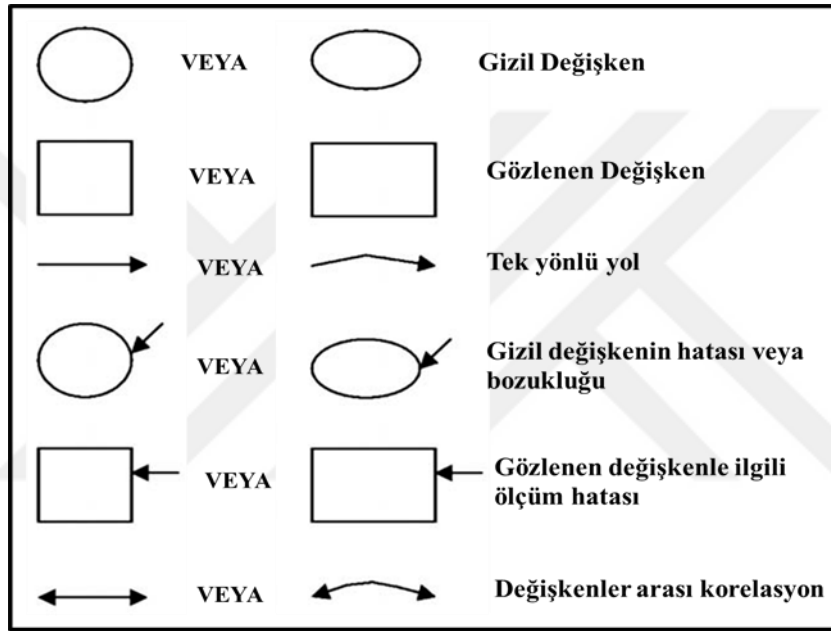 VEYA Gizil Değişken
VEYA Gözlenen Değişken
VEYA Tek yönlü yol
VEYA Gizil değişkenin hatası veya
bozukluğu
VEYA Gözlenen değişkenle ilgili
ölçüm hatası
VEYA Değişkenler arası korelasyon